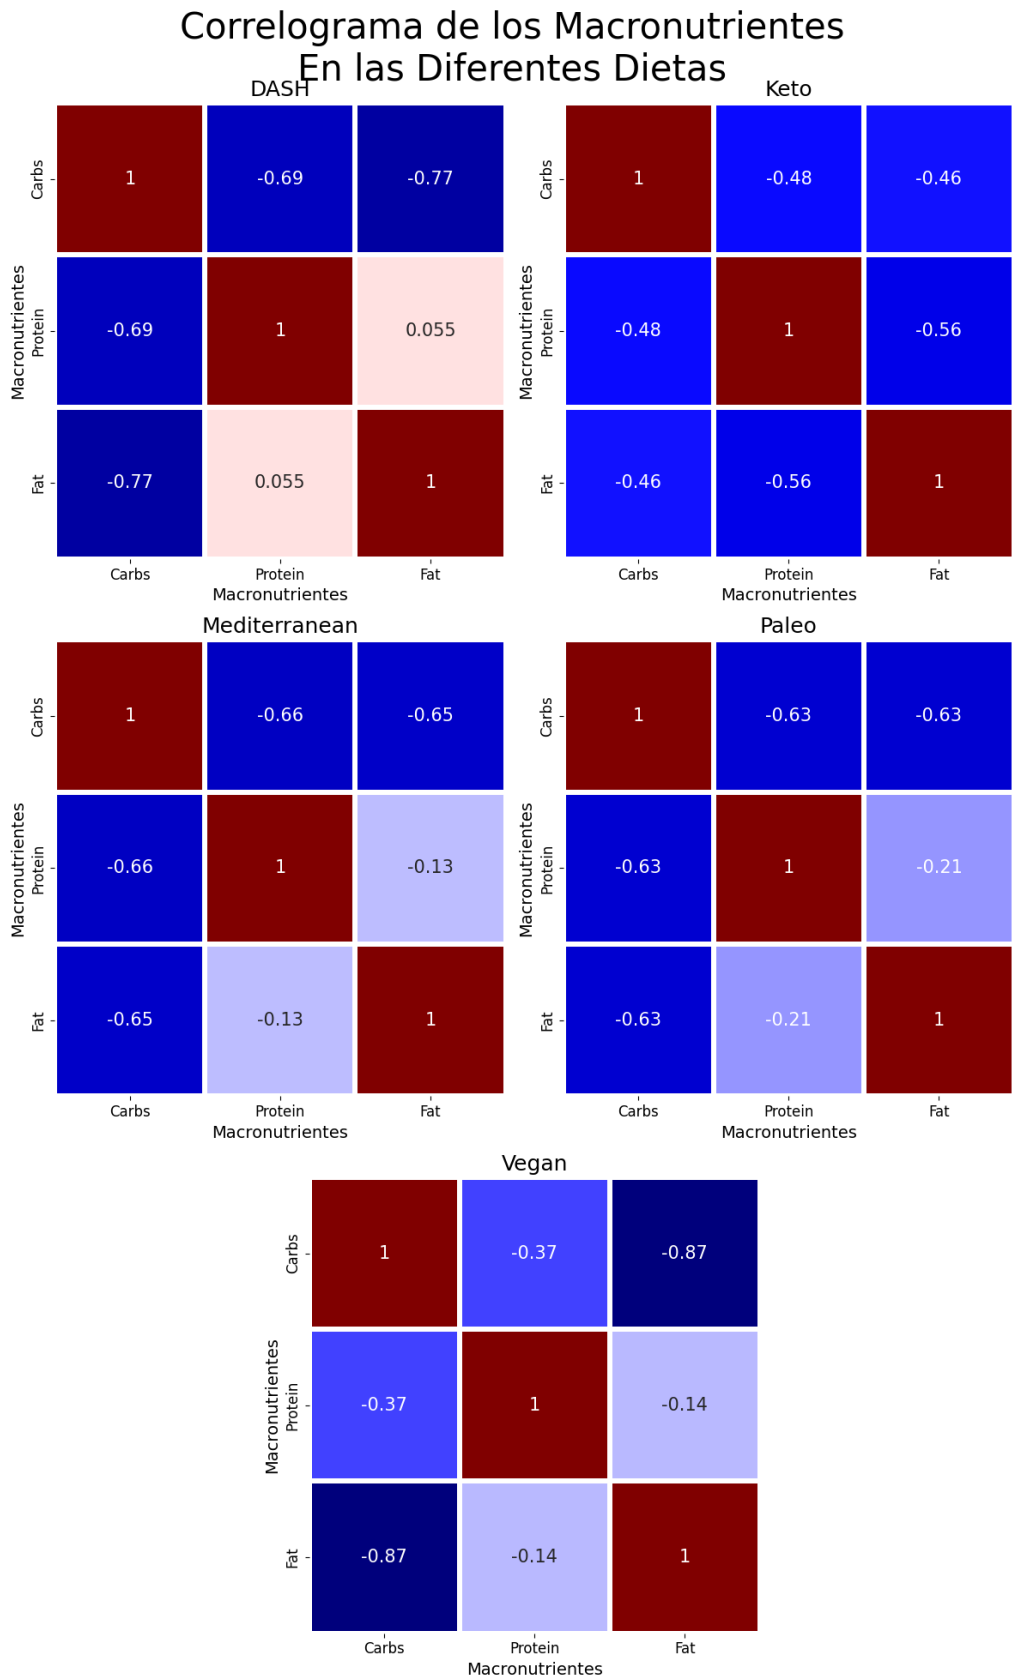 Correlograma de los Macronutrientes
En las Diferentes Dietas
DASH
Macronutrientes
Carbs
1
-0.69
-0.77
Protein
-0.69
1
0.055
Fat
-0.77
0.055
1
Carbs Protein Fat
Macronutrientes
Keto
Macronutrientes
Carbs
1
-0.48
-0.46
Protein
-0.48
1
-0.56
Fat
-0.46
-0.56
1
Carbs Protein Fat
Macronutrientes
Mediterranean
Macronutrientes
Carbs
1
-0.66
-0.65
Protein
-0.66
1
-0.13
Fat
-0.65
-0.13
1
Carbs Protein Fat
Macronutrientes
Paleo
Macronutrientes
Carbs
1
-0.63
-0.63
Protein
-0.63
1
-0.21
Fat
-0.63
-0.21
1
Carbs Protein Fat
Macronutrientes
Vegan
Macronutrientes
Carbs
1
-0.37
-0.87
Protein
-0.37
1
-0.14
Fat
-0.87
-0.14
1
Carbs Protein Fat
Macronutrientes